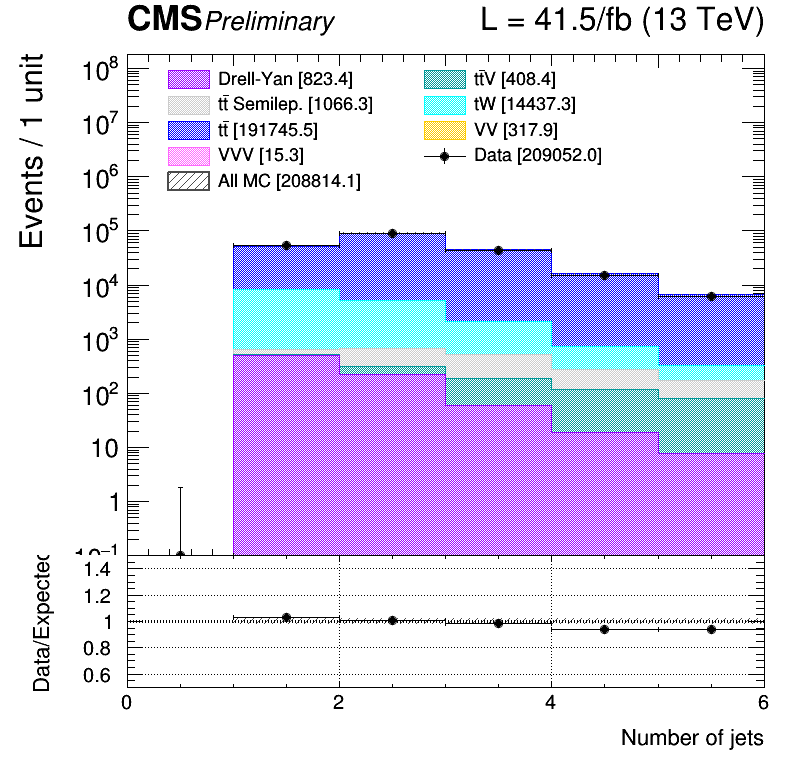 CMS Preliminary L = 41.5/fb (13 TeV)
Events / 1 unit
10⁸
10⁷
10⁶
10⁵
10⁴
10³
10²
10
1
10⁻¹
Drell-Yan [823.4]
tt̄ Semilep. [1066.3]
tt̄ [191745.5]
VVV [15.3]
All MC [208814.1]
tt̄V [408.4]
tW [14437.3]
VV [317.9]
Data [209052.0]
Data/Expected
1.4
1.2
1
0.8
0.6
0 2 4 6
Number of jets